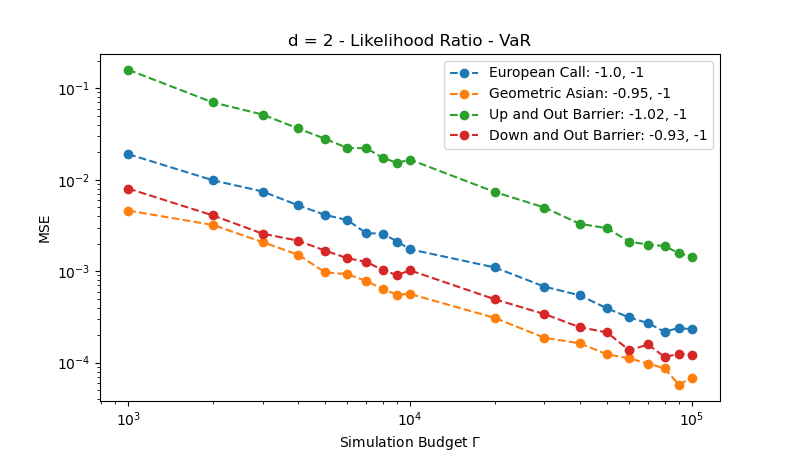 d = 2 - Likelihood Ratio - VaR
European Call: -1.0, -1
Geometric Asian: -0.95, -1
Up and Out Barrier: -1.02, -1
Down and Out Barrier: -0.93, -1
MSE
10⁻¹
10⁻²
10⁻³
10⁻⁴
10³
10⁴
10⁵
Simulation Budget Γ